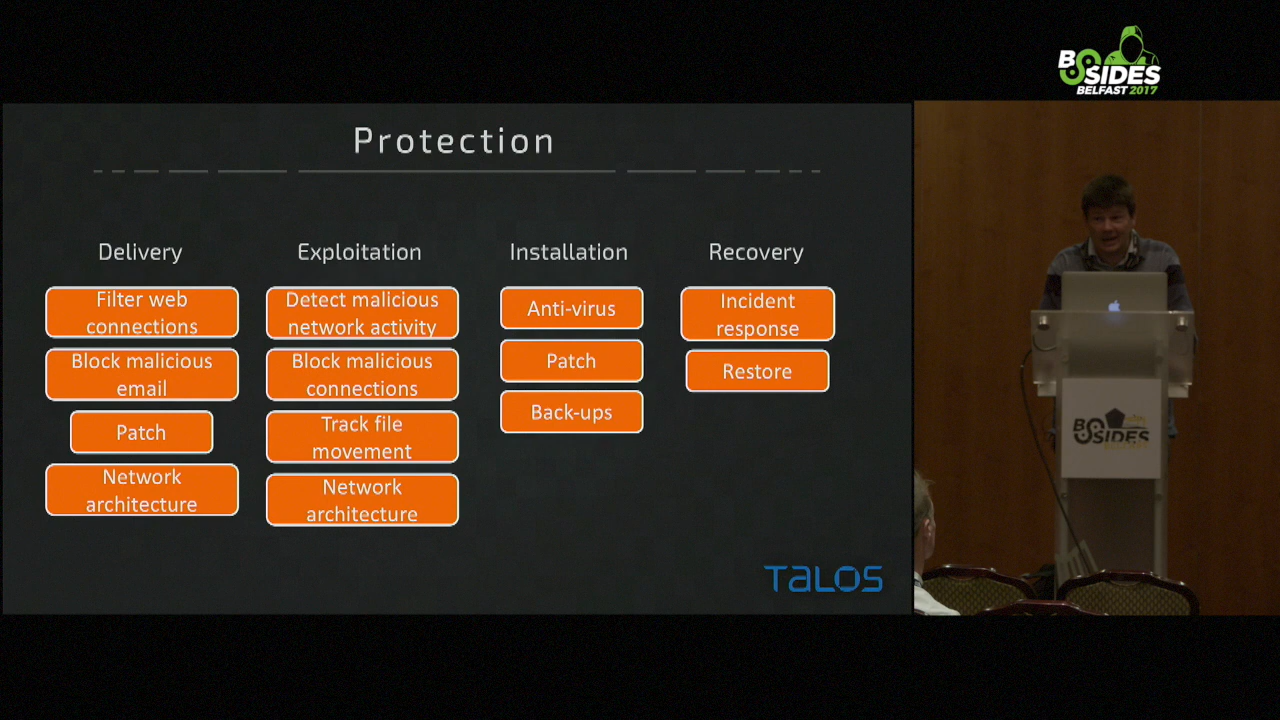 BSIDES
BELFAST 2017
Protection
Delivery
Filter web
connections
Block malicious
email
Patch
Network
architecture
Exploitation
Detect malicious
network activity
Block malicious
connections
Track file
movement
Network
architecture
Installation
Anti-virus
Patch
Back-ups
Recovery
Incident
response
Restore
TALOS
BSIDES
BELFAST